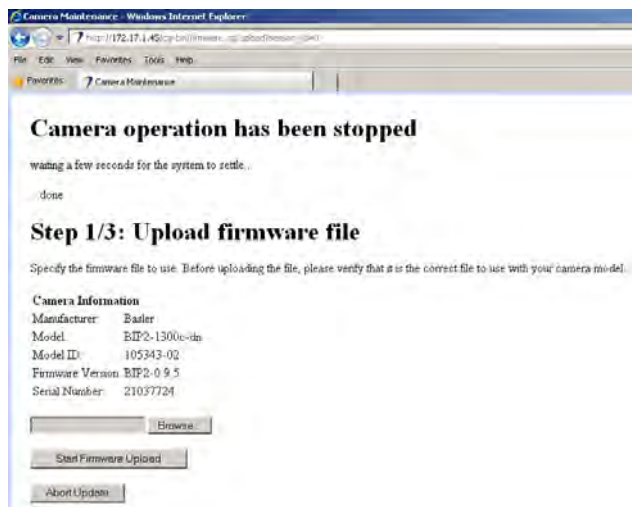 Camera Maintenance - Windows Internet Explorer
File Edit View Favorites Tools Help
Favorites Camera Maintenance
Camera operation has been stopped
waiting a few seconds for the system to settle...
done
Step 1/3: Upload firmware file
Specify the firmware file to use. Before uploading the file, please verify that it is the correct file to use with your camera model.
Camera Information
Manufacturer: Basler
Model: BIP2-1300c-dn
Model ID: 105343-02
Firmware Version: BIP2-0.9.5
Serial Number: 21037724
Browse...
Start Firmware Upload
Abort Update